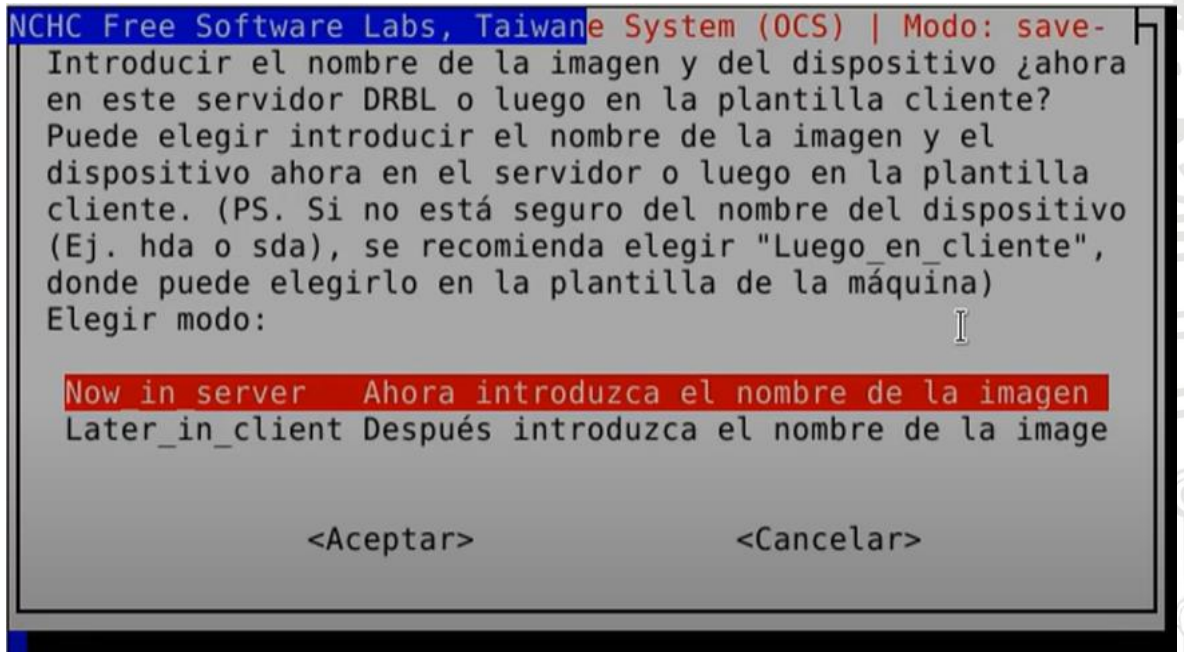 NCHC Free Software Labs, Taiwane System (OCS) | Modo: save-
Introducir el nombre de la imagen y del dispositivo ¿ahora
en este servidor DRBL o luego en la plantilla cliente?
Puede elegir introducir el nombre de la imagen y el
dispositivo ahora en el servidor o luego en la plantilla
cliente. (PS. Si no está seguro del nombre del dispositivo
(Ej. hda o sda), se recomienda elegir "Luego_en_cliente",
donde puede elegirlo en la plantilla de la máquina)
Elegir modo:
Now_in_server Ahora introduzca el nombre de la imagen
Later_in_client Después introduzca el nombre de la image
<Aceptar> <Cancelar>